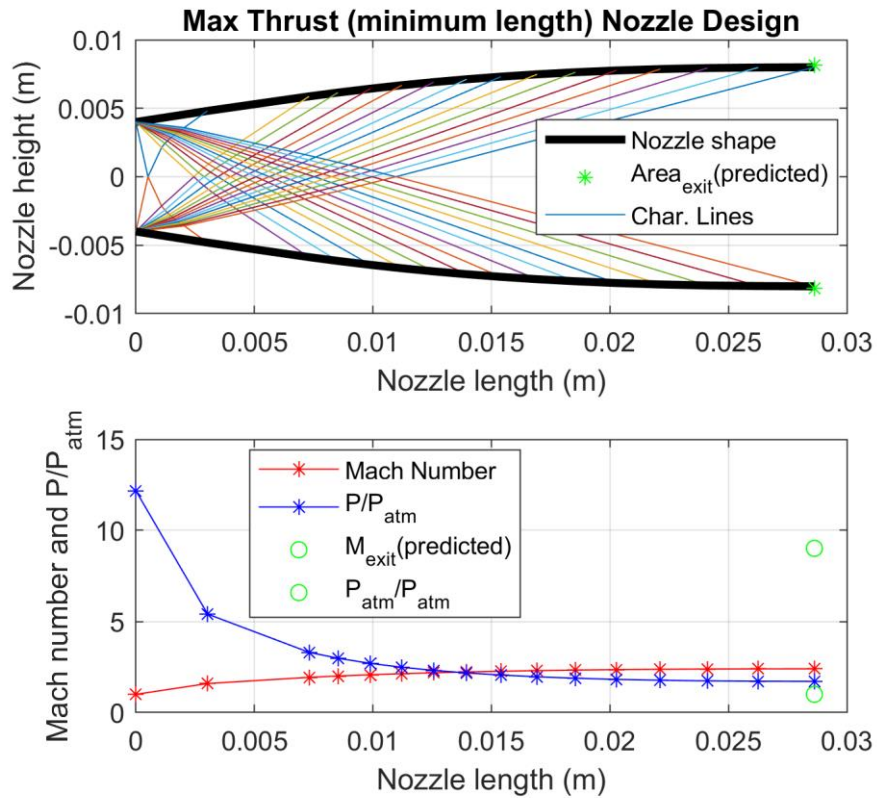 Max Thrust (minimum length) Nozzle Design
0.01
0.005
0
-0.005
-0.01
Nozzle height (m)
Nozzle shape
Area_exit(predicted)
Char. Lines
0 0.005 0.01 0.015 0.02 0.025 0.03
Nozzle length (m)
15
10
5
0
Mach number and P/P_atm
Mach Number
P/P_atm
M_exit(predicted)
P_atm/P_atm
0 0.005 0.01 0.015 0.02 0.025 0.03
Nozzle length (m)